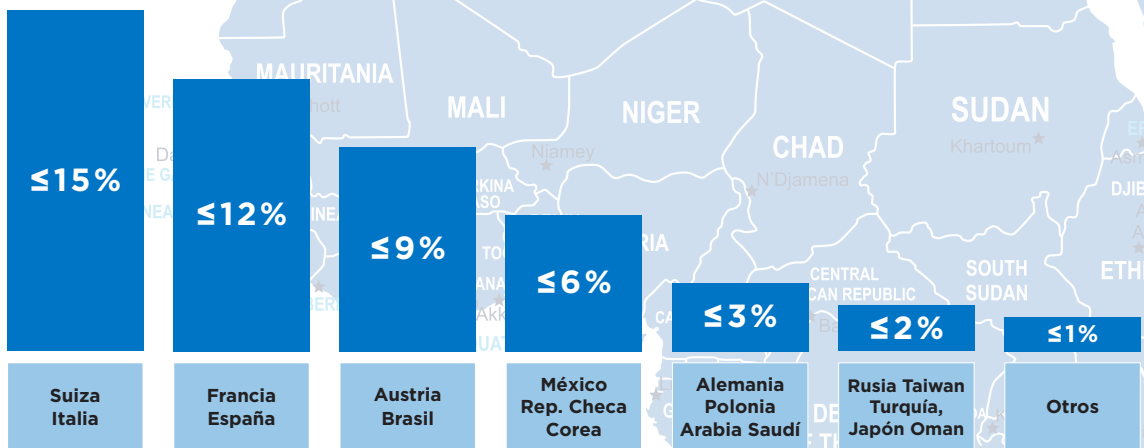 MAURITANIA
MALI
NIGER
SUDAN
CHAD
Khartoum
Niamey
N'Djamena
≤15%
≤12%
≤9%
≤6%
≤3%
≤2%
≤1%
CENTRAL
SOUTH
SUDAN
Suiza
Italia
Francia
España
Austria
Brasil
México
Rep. Checa
Corea
Alemania
Polonia
Arabia Saudí
Rusia Taiwan
Turquía,
Japón Oman
Otros